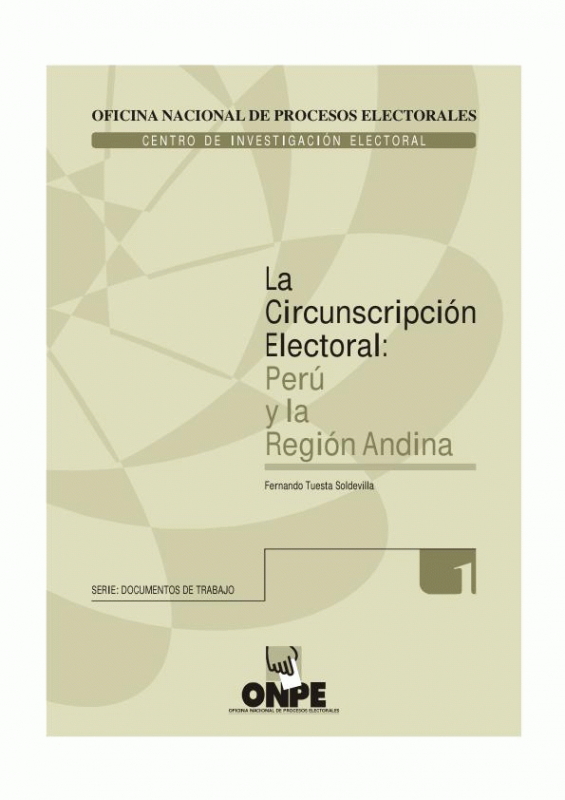 OFICINA NACIONAL DE PROCESOS ELECTORALES
CENTRO DE INVESTIGACIÓN ELECTORAL
La
Circunscripción
Electoral:
Perú
y la
Región Andina
Fernando Tuesta Soldevilla
1
SERIE: DOCUMENTOS DE TRABAJO
ONPE
OFICINA NACIONAL DE PROCESOS ELECTORALES